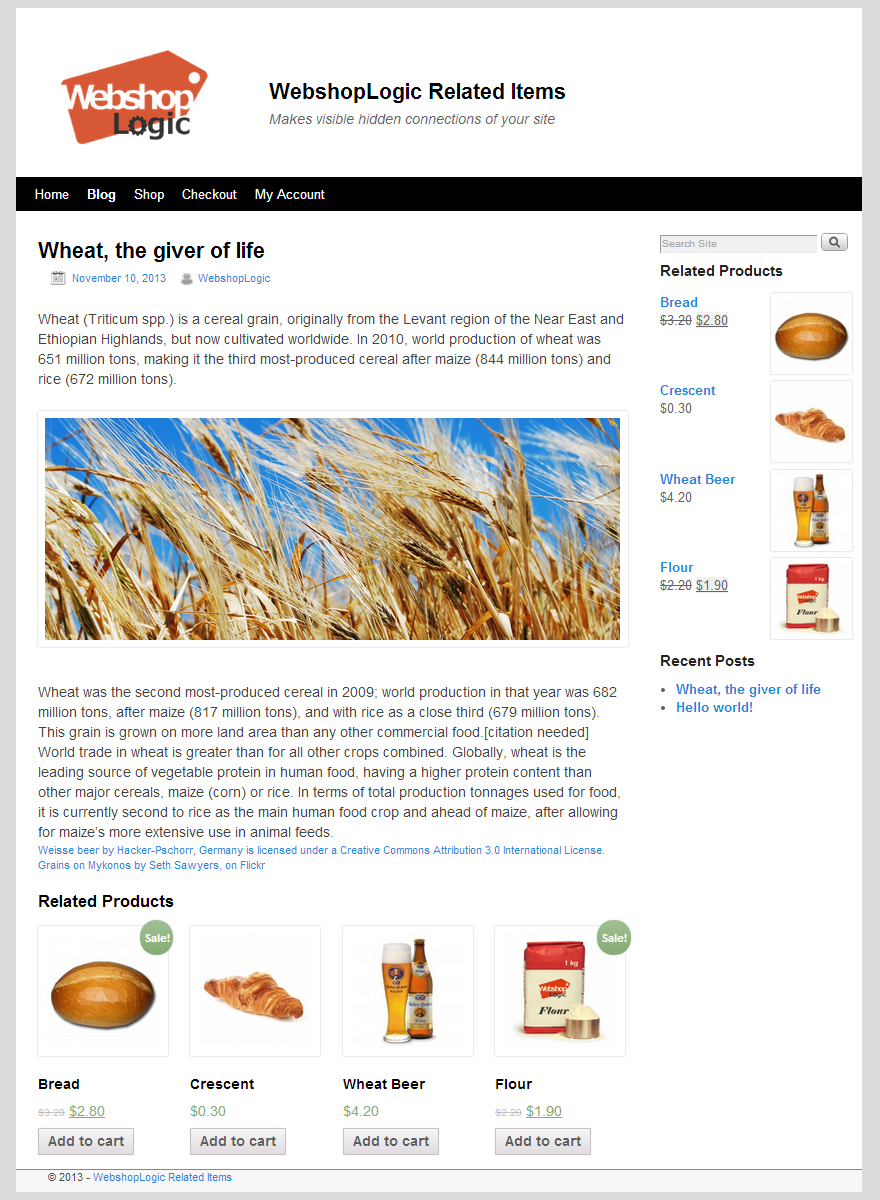 Webshop
Logic
WebshopLogic Related Items
Makes visible hidden connections of your site
Home Blog Shop Checkout My Account
Wheat, the giver of life
November 10, 2013 WebshopLogic
Wheat (Triticum spp.) is a cereal grain, originally from the Levant region of the Near East and
Ethiopian Highlands, but now cultivated worldwide. In 2010, world production of wheat was
651 million tons, making it the third most-produced cereal after maize (844 million tons) and
rice (672 million tons).
Wheat was the second most-produced cereal in 2009; world production in that year was 682
million tons, after maize (817 million tons), and with rice as a close third (679 million tons).
This grain is grown on more land area than any other commercial food.[citation needed]
World trade in wheat is greater than for all other crops combined. Globally, wheat is the
leading source of vegetable protein in human food, having a higher protein content than
other major cereals, maize (corn) or rice. In terms of total production tonnages used for food,
it is currently second to rice as the main human food crop and ahead of maize, after allowing
for maize’s more extensive use in animal feeds.
Weisse beer by Hacker-Pschorr, Germany is licensed under a Creative Commons Attribution 3.0 International License.
Grains on Mykonos by Seth Sawyers, on Flickr
Related Products
Sale!
Sale!
1 kg
Webshop
Logic
Flour
Bread Crescent Wheat Beer Flour
$3.20 $2.80 $0.30 $4.20 $2.20 $1.90
Add to cart Add to cart Add to cart Add to cart
Search Site
Related Products
Bread
$3.20 $2.80
Crescent
$0.30
Wheat Beer
$4.20
Flour
$2.20 $1.90
1 kg
Webshop
Logic
Flour
Recent Posts
Wheat, the giver of life
Hello world!
© 2013 - WebshopLogic Related Items